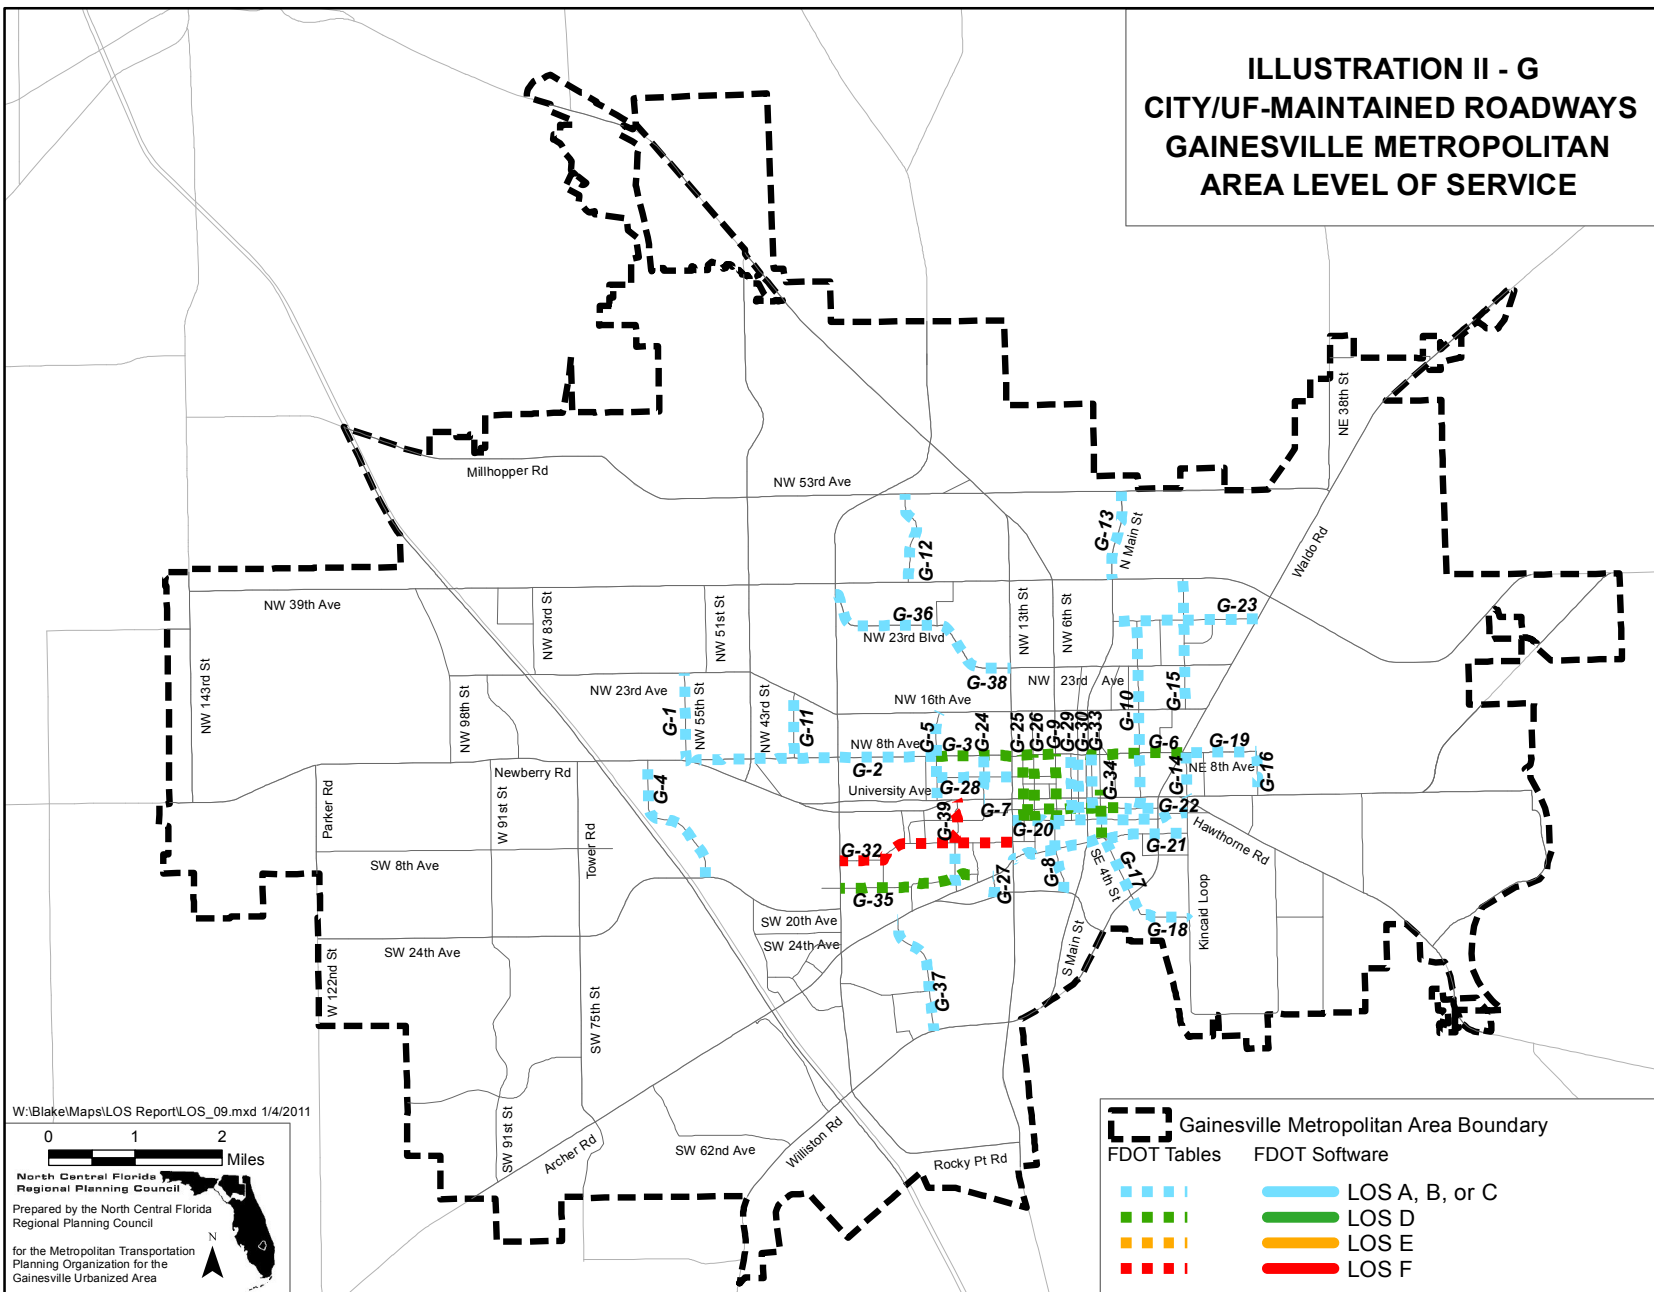 ILLUSTRATION II - G
CITY/UF-MAINTAINED ROADWAYS
GAINESVILLE METROPOLITAN
AREA LEVEL OF SERVICE
NE 38th St
Millhopper Rd
NW 53rd Ave
G-13
N Main St
Waldo Rd
G-12
NW 39th Ave
NW 83rd St
NW 51st St
G-36
NW 23rd Blvd
NW 13th St
NW 6th St
G-23
NW 143rd St
NW 98th St
NW 23rd Ave
G-1
NW 55th St
NW 43rd St
G-11
G-38
NW 23rd Ave
NW 16th Ave
G-10
G-15
G-5
G-24
G-25
G-26
G-9
G-29
G-30
G-33
NW 8th Ave
G-3
G-6
G-19
G-2
Newberry Rd
G-4
G-28
University Ave
G-34
G-14
NE 8th Ave
G-16
Parker Rd
W 91st St
Tower Rd
G-39
G-7
G-20
G-22
Hawthorne Rd
G-32
SW 8th Ave
G-21
G-35
G-27
G-8
SE 4th St
G-17
Kincaid Loop
SW 20th Ave
SW 24th Ave
SW 24th Ave
G-18
W 122nd St
S Main St
G-37
SW 75th St
W:\Blake\Maps\LOS Report\LOS_09.mxd 1/4/2011
0 1 2
Miles
SW 91st St
Archer Rd
SW 62nd Ave
Williston Rd
Rocky Pt Rd
North Central Florida
Regional Planning Council
Prepared by the North Central Florida
Regional Planning Council
N
for the Metropolitan Transportation
Planning Organization for the
Gainesville Urbanized Area
Gainesville Metropolitan Area Boundary
FDOT Tables FDOT Software
LOS A, B, or C
LOS D
LOS E
LOS F